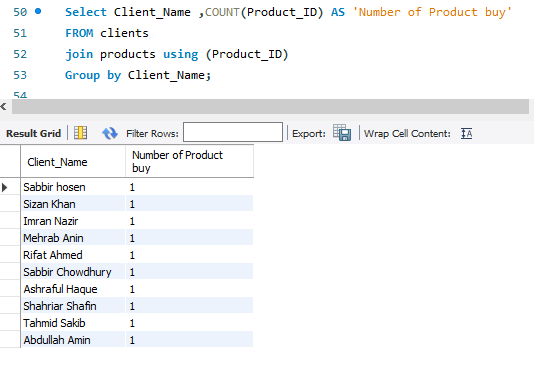 50 Select Client_Name ,COUNT(Product_ID) AS 'Number of Product buy'
51 FROM clients
52 join products using (Product_ID)
53 Group by Client_Name;
54
Result Grid Filter Rows: Export: Wrap Cell Content: IA
Client_Name Number of Product
buy
Sabbir hosen 1
Sizan Khan 1
Imran Nazir 1
Mehrab Anin 1
Rifat Ahmed 1
Sabbir Chowdhury 1
Ashraful Haque 1
Shahriar Shafin 1
Tahmid Sakib 1
Abdullah Amin 1